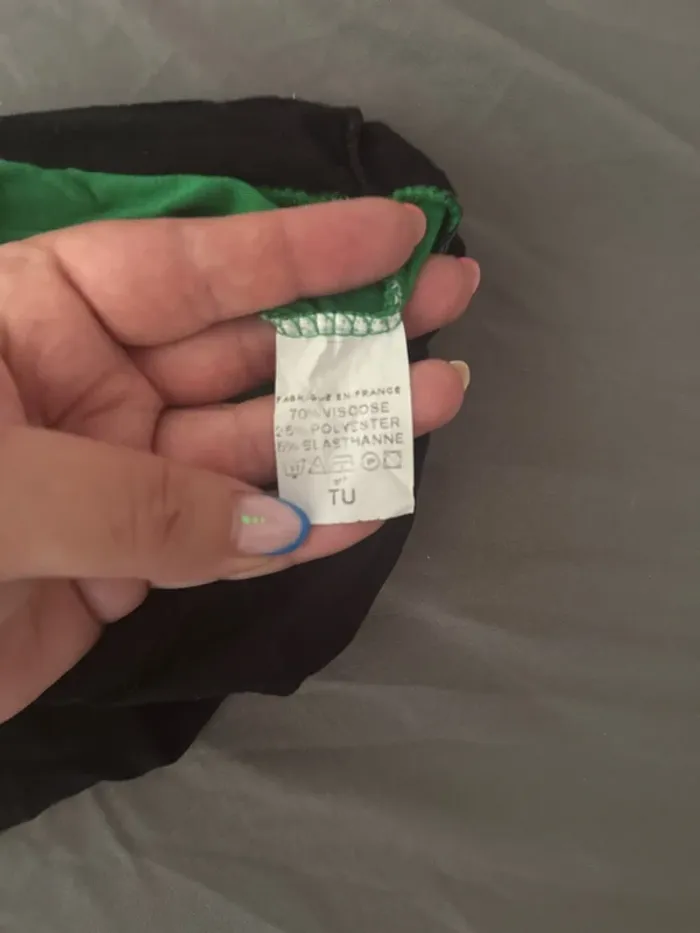 FABRIQUE EN FRANCE
70% VISCOSE
25% POLYESTER
5% ELASTHANNE
TU